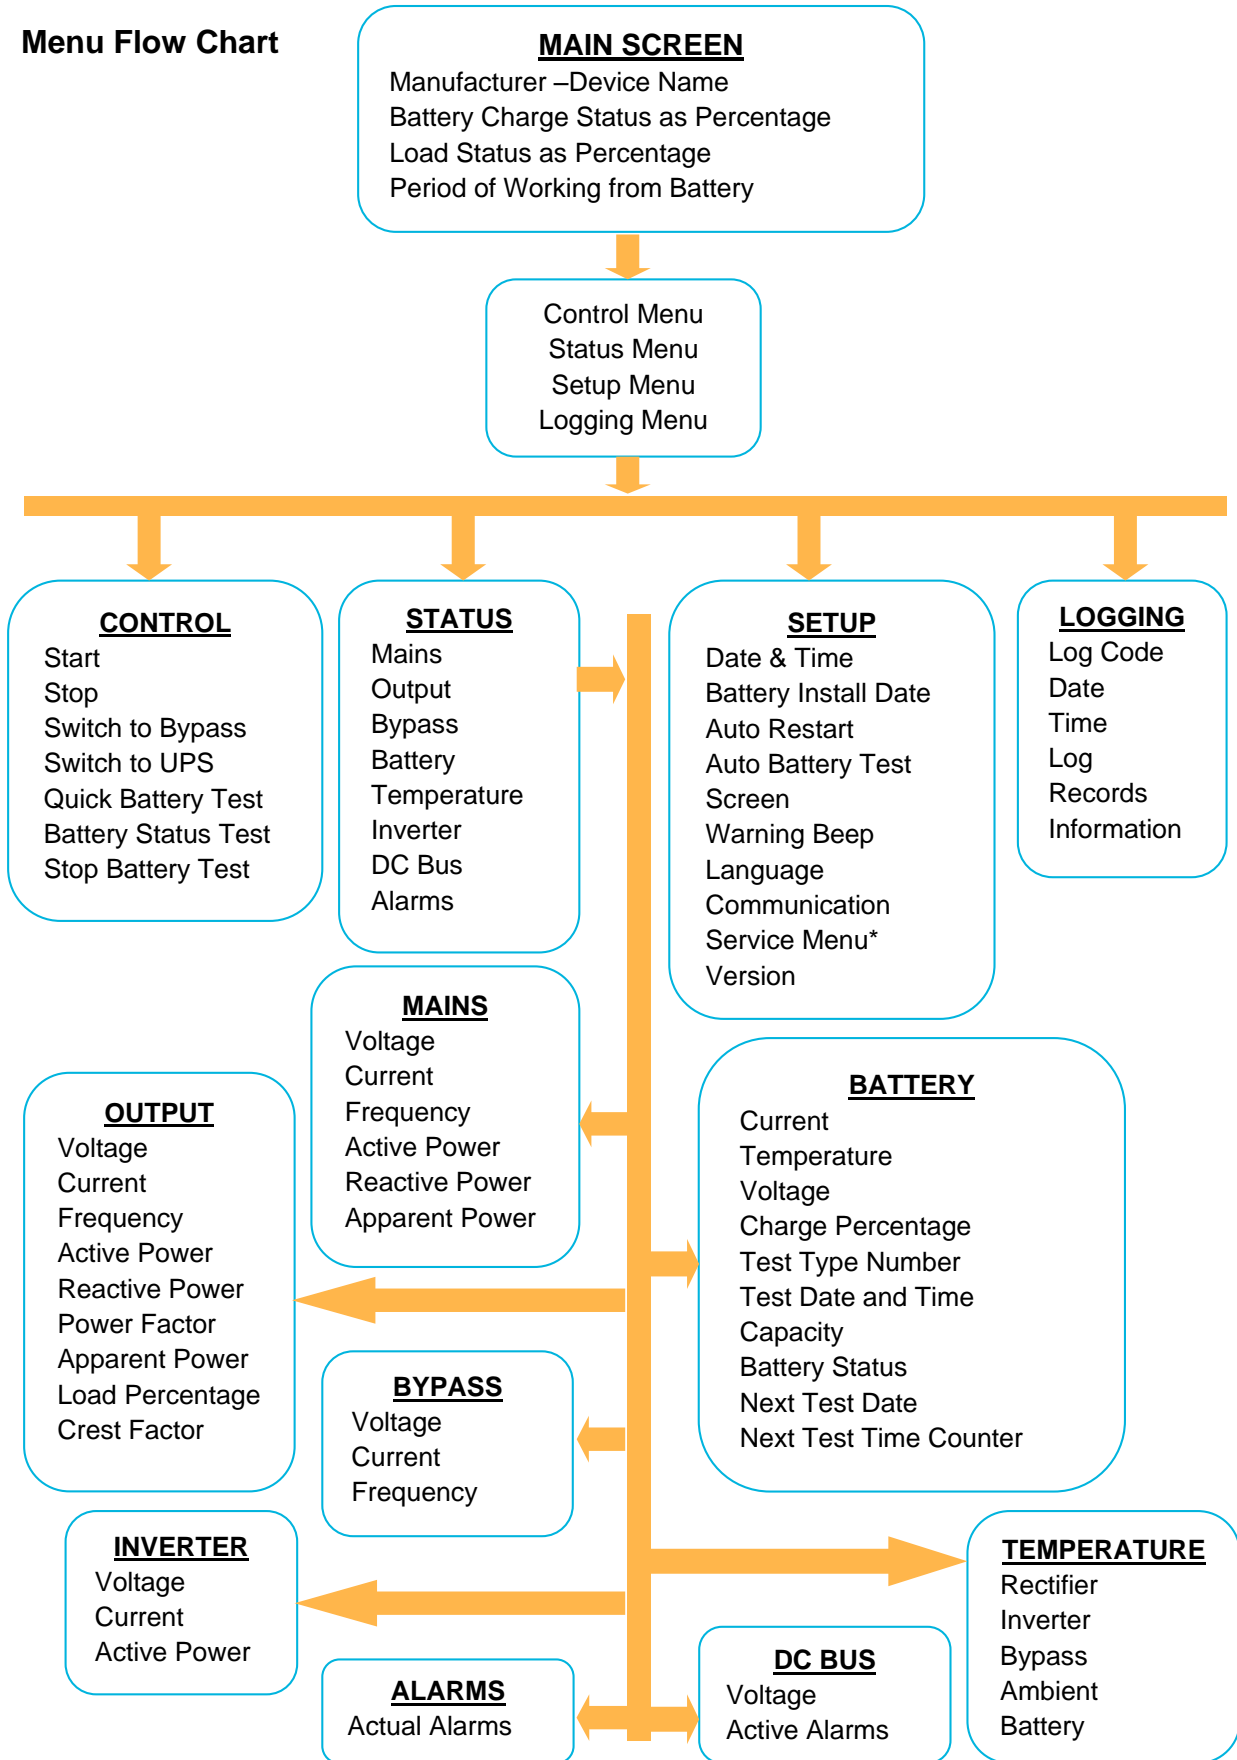 Menu Flow Chart
MAIN SCREEN
Manufacturer –Device Name
Battery Charge Status as Percentage
Load Status as Percentage
Period of Working from Battery
Control Menu
Status Menu
Setup Menu
Logging Menu
CONTROL
Start
Stop
Switch to Bypass
Switch to UPS
Quick Battery Test
Battery Status Test
Stop Battery Test
STATUS
Mains
Output
Bypass
Battery
Temperature
Inverter
DC Bus
Alarms
SETUP
Date & Time
Battery Install Date
Auto Restart
Auto Battery Test
Screen
Warning Beep
Language
Communication
Service Menu*
Version
LOGGING
Log Code
Date
Time
Log
Records
Information
MAINS
Voltage
Current
Frequency
Active Power
Reactive Power
Apparent Power
OUTPUT
Voltage
Current
Frequency
Active Power
Reactive Power
Power Factor
Apparent Power
Load Percentage
Crest Factor
BATTERY
Current
Temperature
Voltage
Charge Percentage
Test Type Number
Test Date and Time
Capacity
Battery Status
Next Test Date
Next Test Time Counter
BYPASS
Voltage
Current
Frequency
INVERTER
Voltage
Current
Active Power
TEMPERATURE
Rectifier
Inverter
Bypass
Ambient
Battery
ALARMS
Actual Alarms
DC BUS
Voltage
Active Alarms